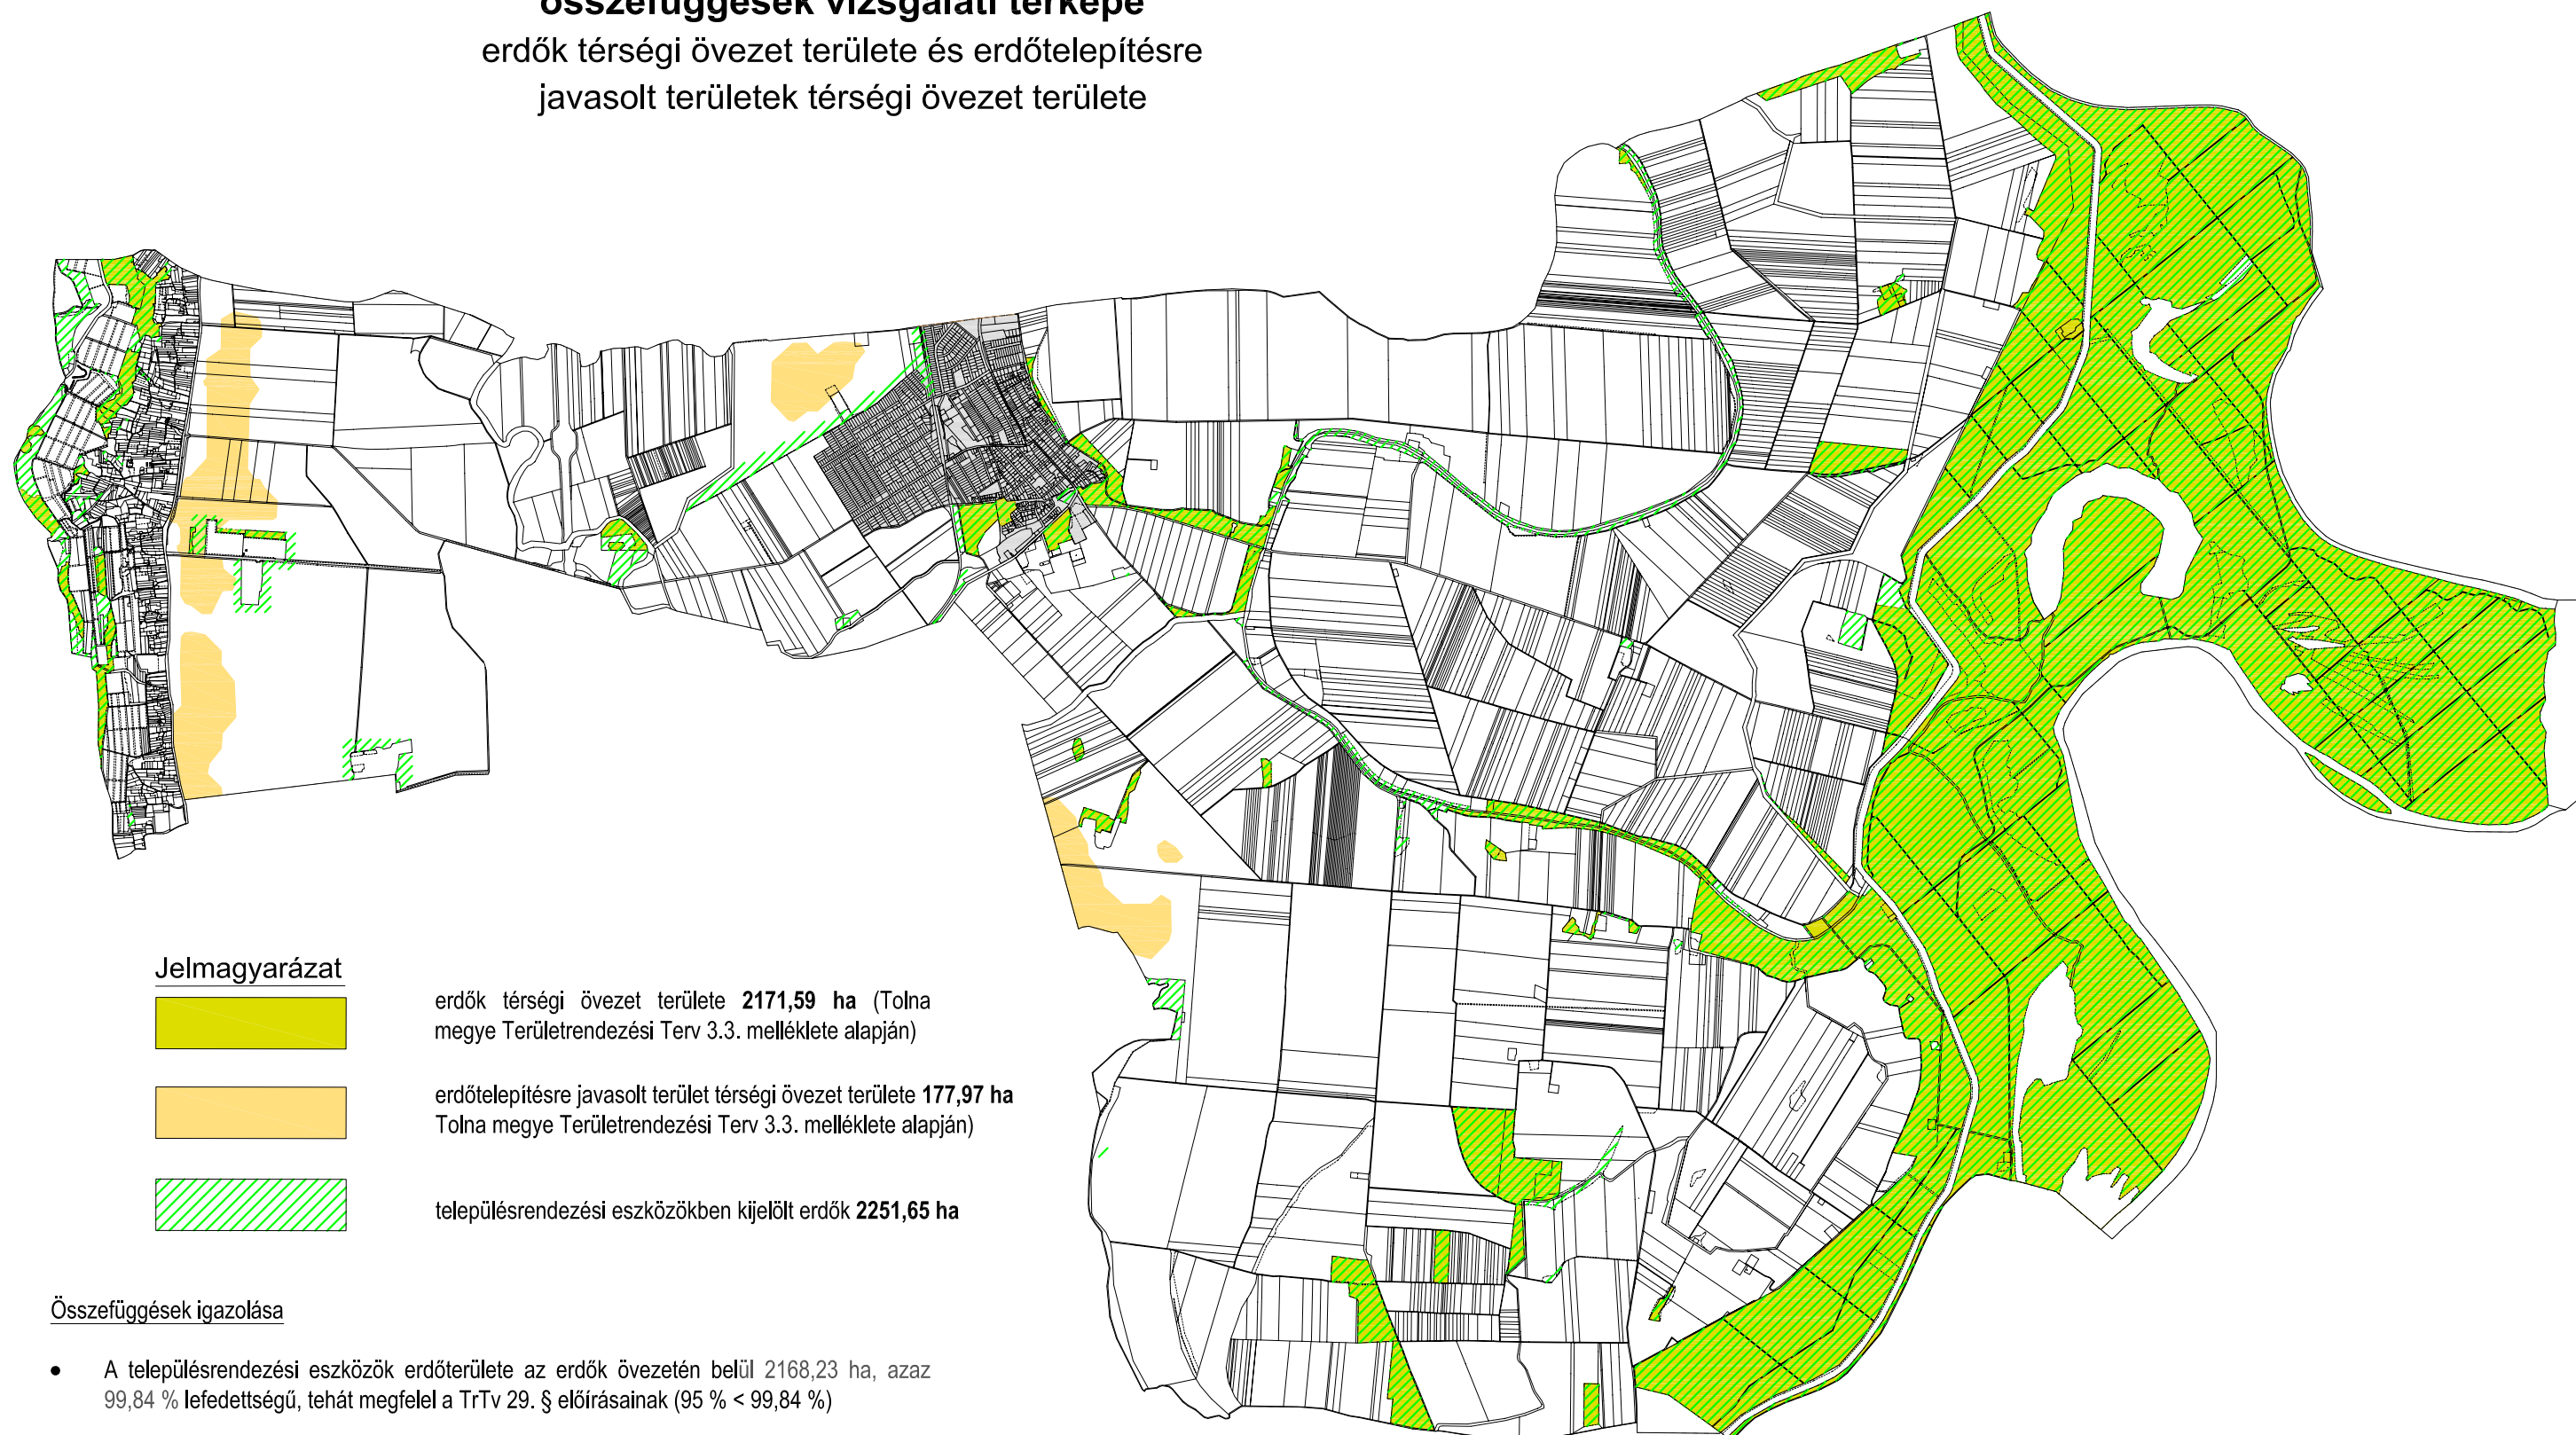 összefüggések vizsgálati térképe
erdők térségi övezet területe és erdőtelepítésre
javasolt területek térségi övezet területe
Jelmagyarázat
erdők térségi övezet területe 2171,59 ha (Tolna
megye Területrendezési Terv 3.3. melléklete alapján)
erdőtelepítésre javasolt terület térségi övezet területe 177,97 ha
Tolna megye Területrendezési Terv 3.3. melléklete alapján)
településrendezési eszközökben kijelölt erdők 2251,65 ha
Összefüggések igazolása
● A településrendezési eszközök erdőterülete az erdők övezetén belül 2168,23 ha, azaz
99,84 % lefedettségű, tehát megfelel a TrTv 29. § előírásainak (95 % < 99,84 %)